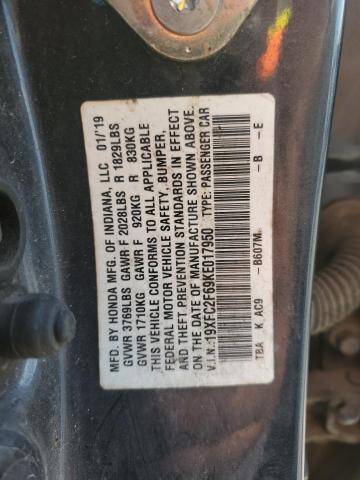 MFD. BY HONDA MFG. OF INDIANA, LLC 01/'19
GVWR 3769LBS GAWR F 2028LBS R 1829LBS
GVWR 1710KG GAWR F 920KG R 830KG
THIS VEHICLE CONFORMS TO ALL APPLICABLE
FEDERAL MOTOR VEHICLE SAFETY, BUMPER,
AND THEFT PREVENTION STANDARDS IN EFFECT
ON THE DATE OF MANUFACTURE SHOWN ABOVE.
V.I.N.:19XFC2F69KE017950 TYPE: PASSENGER CAR
TBA K AC9 -B607M -B -E